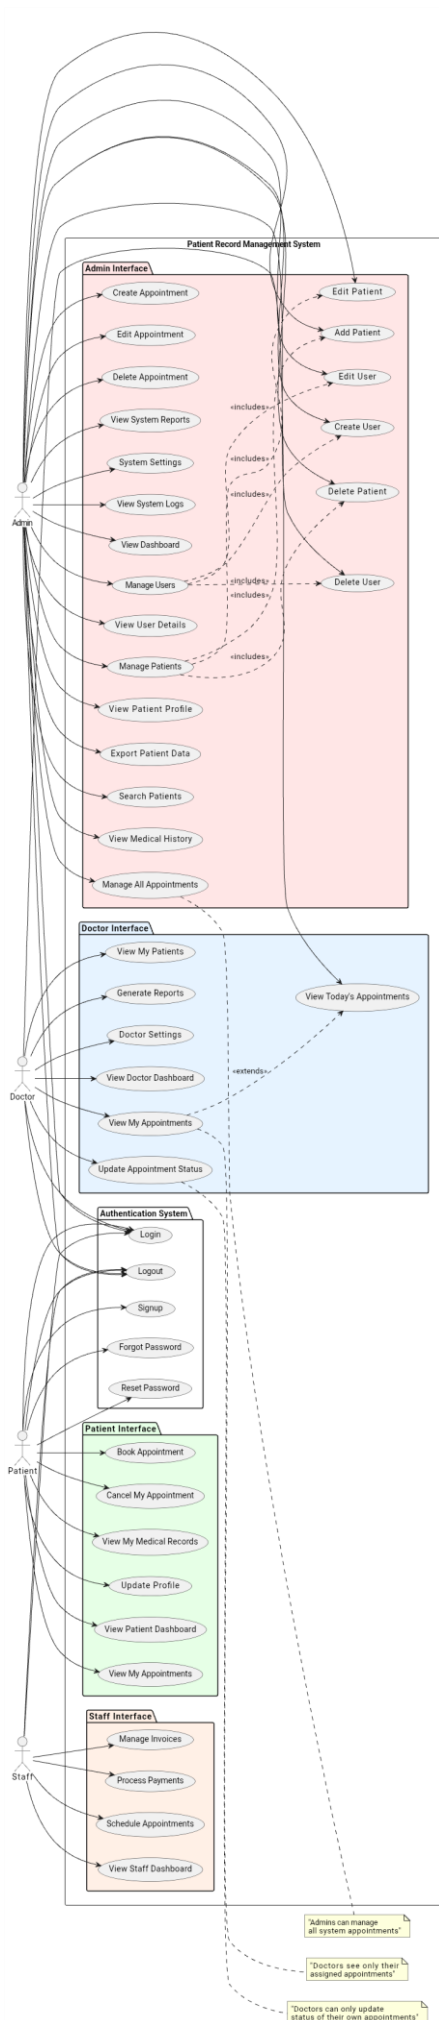 Patient Record Management System
Admin Interface
Create Appointment
Edit Patient
Edit Appointment
Add Patient
Delete Appointment
Edit User
«includes»
View System Reports
Create User
«includes»
System Settings
Delete Patient
«includes»
View System Logs
Admin
View Dashboard
Manage Users
«includes»
Delete User
«includes»
View User Details
«includes»
Manage Patients
View Patient Profile
Export Patient Data
Search Patients
View Medical History
Manage All Appointments
Doctor Interface
View My Patients
Generate Reports
View Today's Appointments
Doctor Settings
«extends»
View Doctor Dashboard
Doctor
View My Appointments
Update Appointment Status
Authentication System
Login
Logout
Signup
Forgot Password
Reset Password
Patient Interface
Patient
Book Appointment
Cancel My Appointment
View My Medical Records
Update Profile
View Patient Dashboard
View My Appointments
Staff Interface
Manage Invoices
Staff
Process Payments
Schedule Appointments
View Staff Dashboard
"Admins can manage
all system appointments"
"Doctors see only their
assigned appointments"
"Doctors can only update
status of their own appointments"